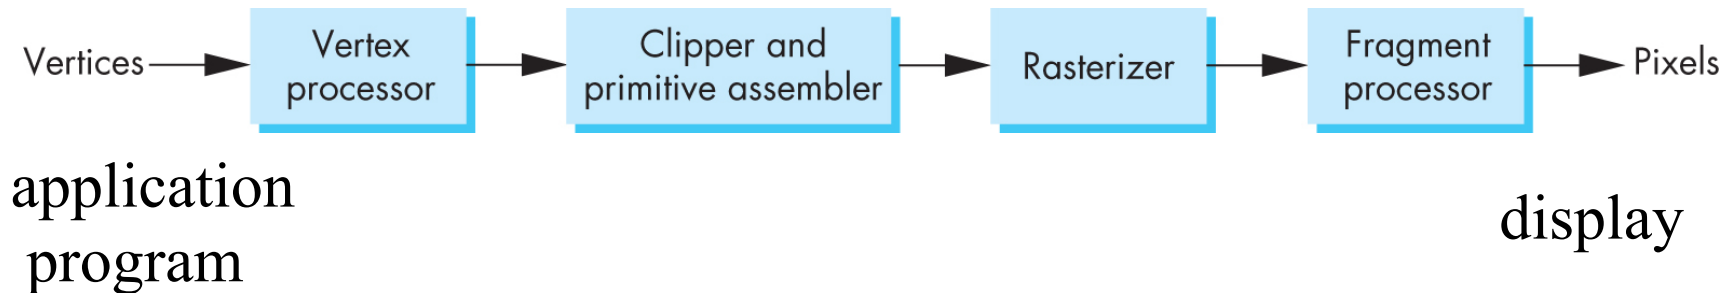 Vertices
Vertex
processor
Clipper and
primitive assembler
Rasterizer
Fragment
processor
Pixels
application
program
display